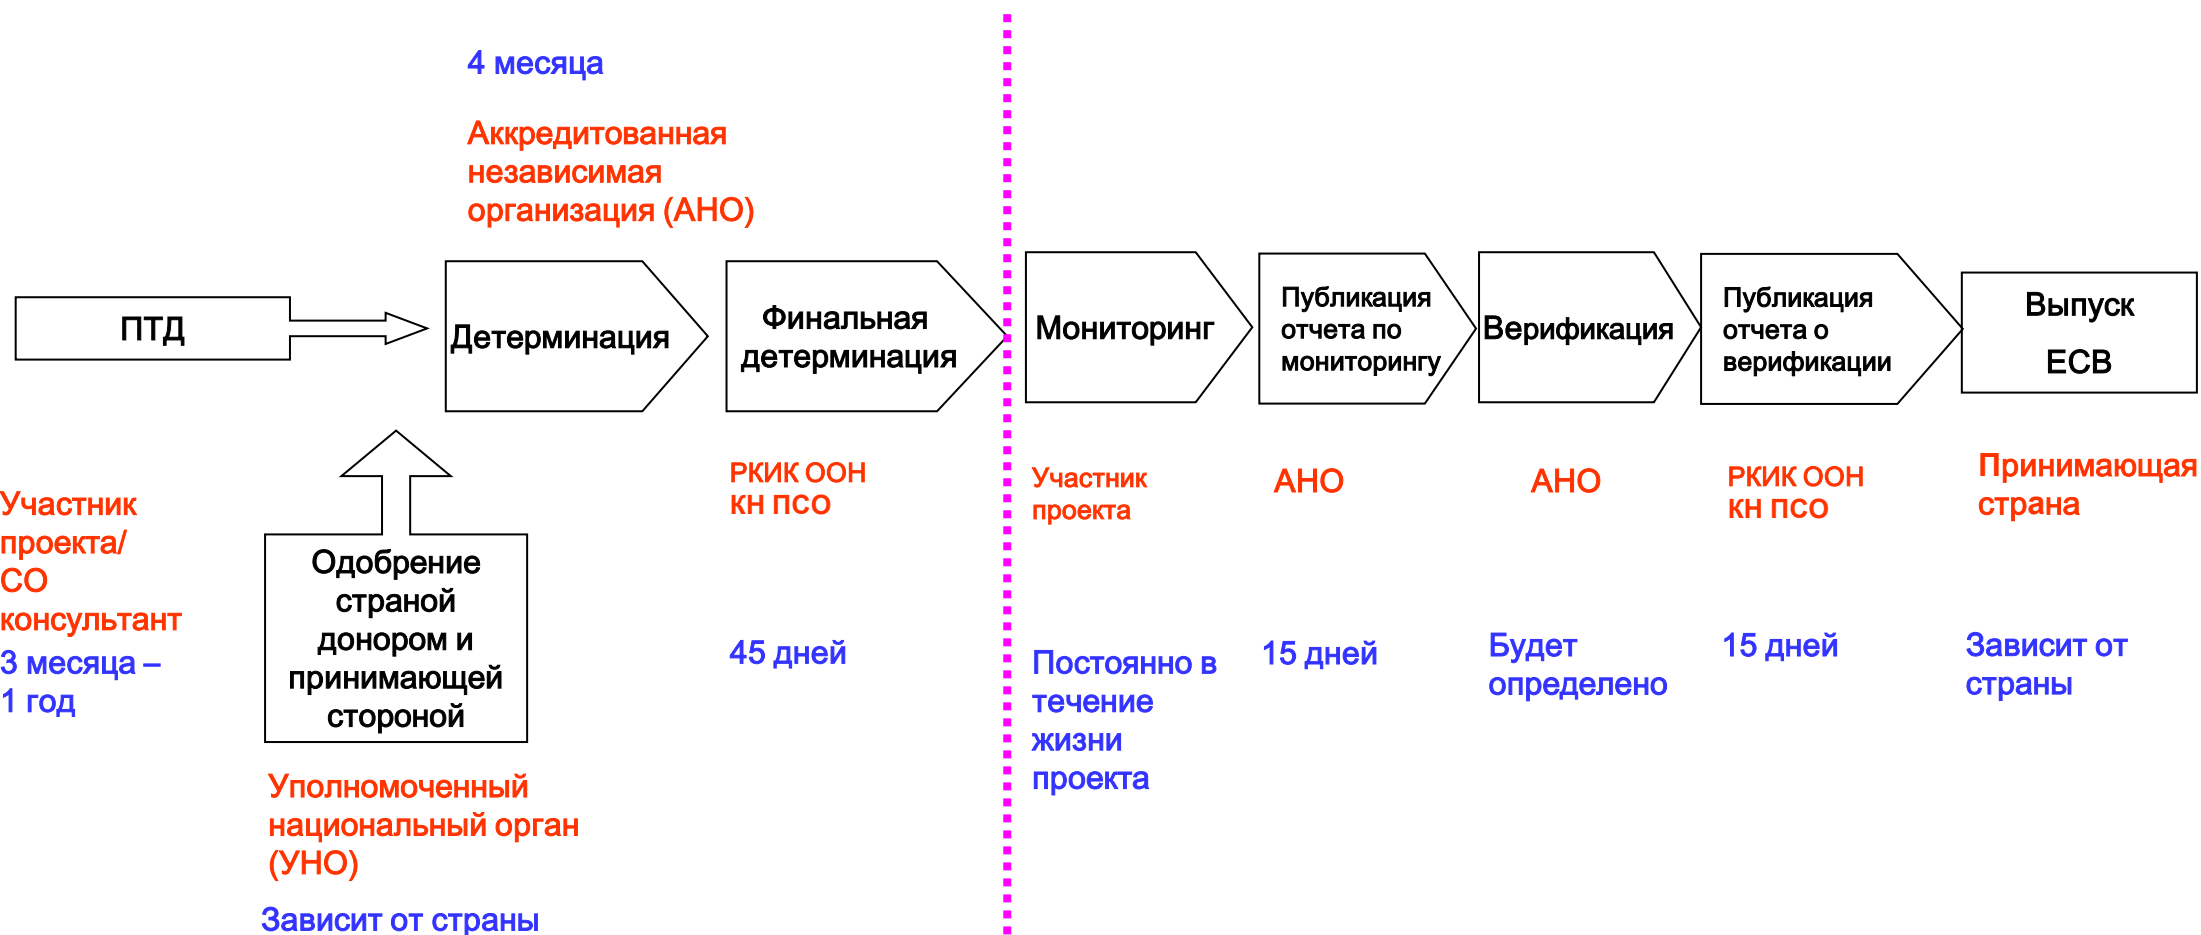 4 месяца
Аккредитованная
независимая
организация (АНО)
ПТД
Детерминация
Финальная
детерминация
Мониторинг
Публикация
отчета по
мониторингу
Верификация
Публикация
отчета о
верификации
Выпуск
ЕСВ
Участник
проекта/
СО
консультант
3 месяца –
1 год
Одобрение
страной
донором и
принимающей
стороной
Уполномоченный
национальный орган
(УНО)
Зависит от страны
РКИК ООН
КН ПСО
45 дней
Участник
проекта
Постоянно в
течение
жизни
проекта
АНО
15 дней
АНО
Будет
определено
РКИК ООН
КН ПСО
15 дней
Принимающая
страна
Зависит от
страны